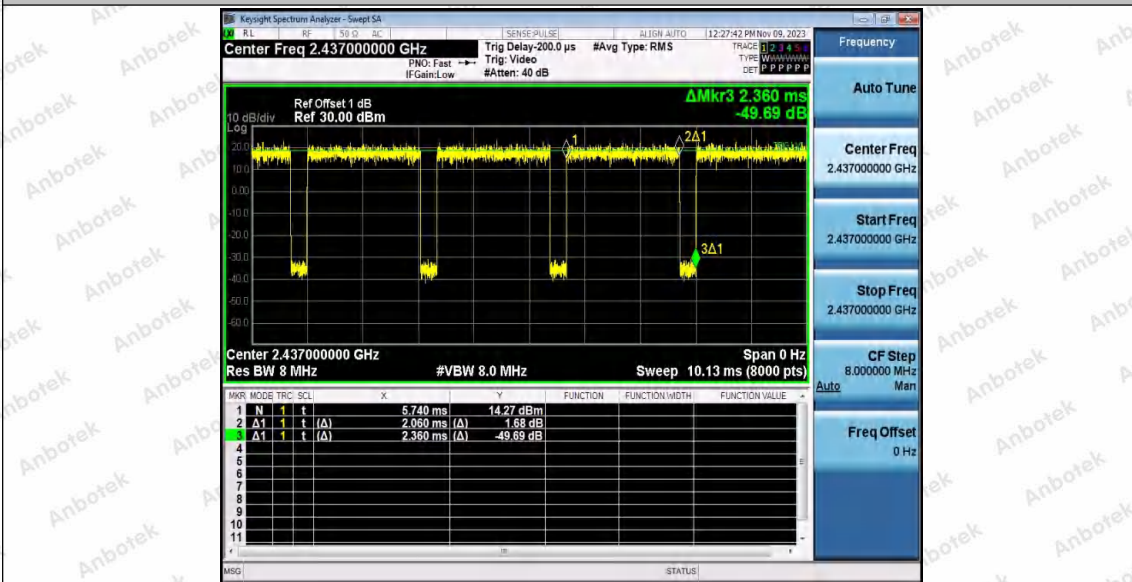 Keysight Spectrum Analyzer - Swept SA
RL RF 50 Ω AC SENSE:PULSE ALIGN AUTO 12:27:42 PM Nov 09, 2023
Center Freq 2.437000000 GHz
PNO: Fast
IFGain:Low
Trig Delay-200.0 µs
Trig: Video
#Atten: 40 dB
#Avg Type: RMS
TRACE 1 2 3 4 5 6
TYPE WWWWWW
DET P P P P P P
Frequency
ΔMkr3 2.360 ms
-49.69 dB
Ref Offset 1 dB
10 dB/div Ref 30.00 dBm
Log
20.0
10.0
0.00
-10.0
-20.0
-30.0
-40.0
-50.0
-60.0
1
2Δ1
3Δ1
Center 2.437000000 GHz Span 0 Hz
Res BW 8 MHz #VBW 8.0 MHz Sweep 10.13 ms (8000 pts)
MKR MODE TRC SCL X Y FUNCTION FUNCTION WIDTH FUNCTION VALUE
1 N 1 t 5.740 ms 14.27 dBm
2 Δ1 1 t (Δ) 2.060 ms (Δ) 1.68 dB
3 Δ1 1 t (Δ) 2.360 ms (Δ) -49.69 dB
4
5
6
7
8
9
10
11
MSG STATUS
Auto Tune
Center Freq
2.437000000 GHz
Start Freq
2.437000000 GHz
Stop Freq
2.437000000 GHz
CF Step
8.000000 MHz
Auto Man
Freq Offset
0 Hz
Anbotek